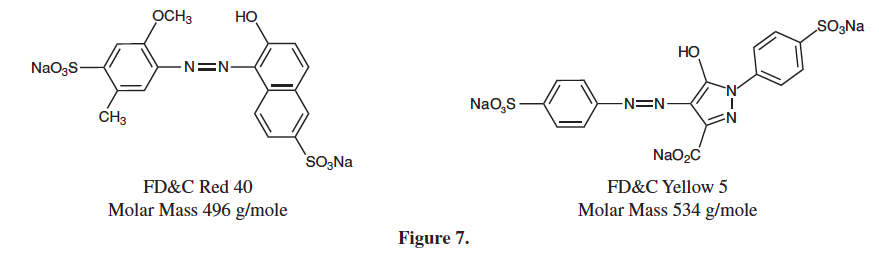 OCH3
HO
NaO3S
N=N
CH3
SO3Na
FD&C Red 40
Molar Mass 496 g/mole
SO3Na
HO
N
NaO3S
N=N
N
NaO2C
FD&C Yellow 5
Molar Mass 534 g/mole
Figure 7.